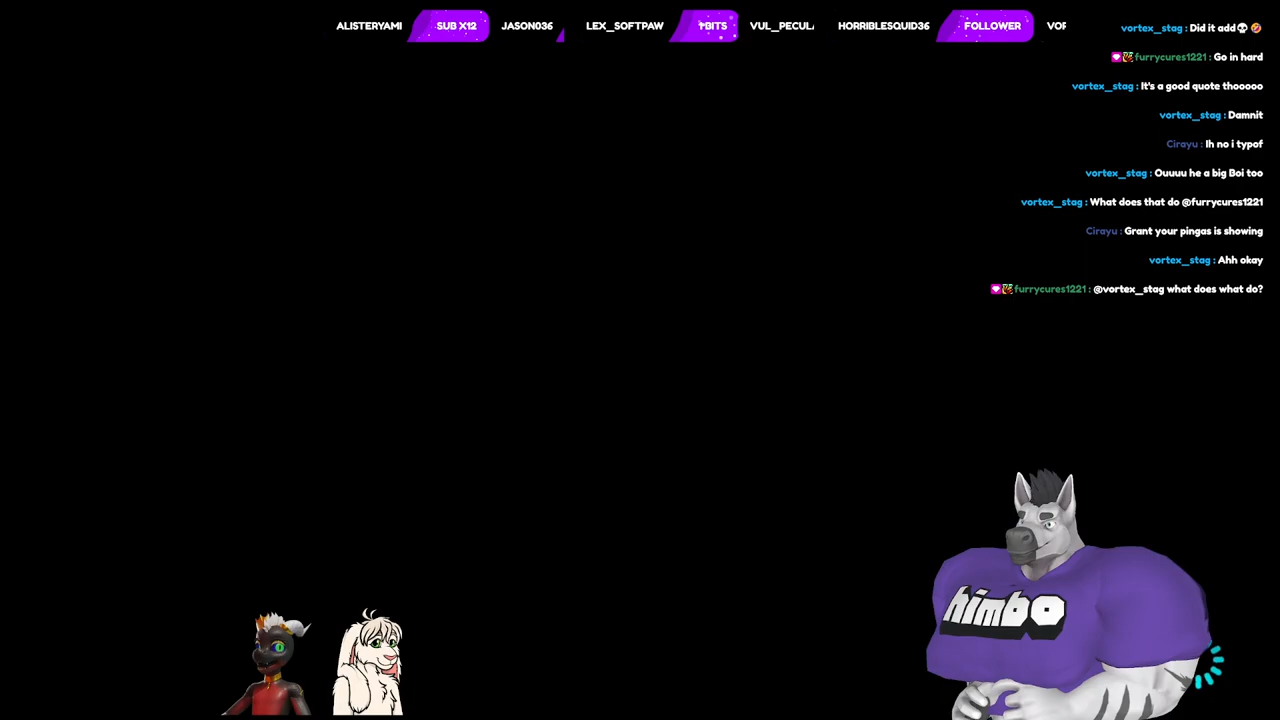 ALISTERYAMI SUB X12 JASON036 LEX_SOFTPAW BITS VUL_PECUL HORRIBLESQUID36 FOLLOWER VOR
vortex_stag : Did it add💀 🤣
furrycures1221 : Go in hard
vortex_stag : It's a good quote thooooo
vortex_stag : Damnit
Cirayu : Ih no i typof
vortex_stag : Ouuuu he a big Boi too
vortex_stag : What does that do @furrycures1221
Cirayu : Grant your pingas is showing
vortex_stag : Ahh okay
furrycures1221 : @vortex_stag what does what do?
himbo